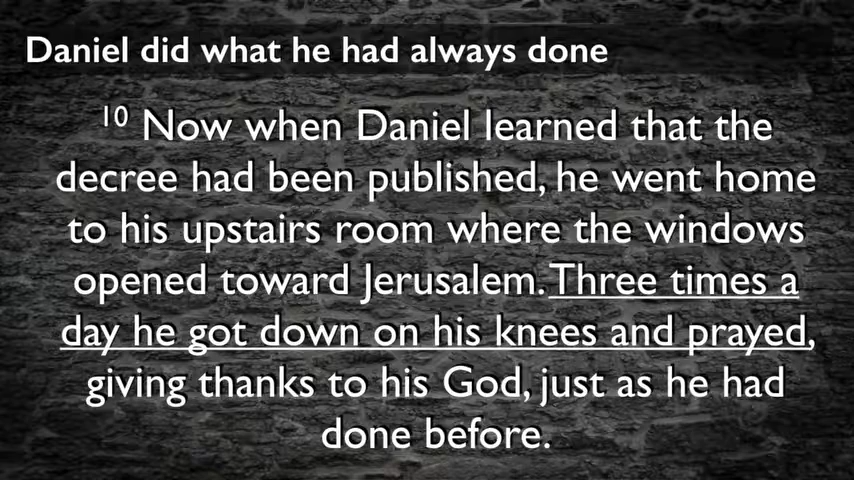 Daniel did what he had always done
10 Now when Daniel learned that the
decree had been published, he went home
to his upstairs room where the windows
opened toward Jerusalem. Three times a
day he got down on his knees and prayed,
giving thanks to his God, just as he had
done before.